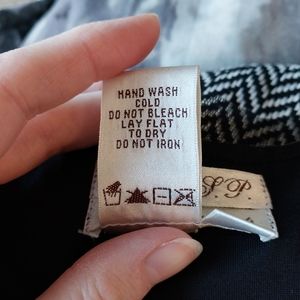 HAND WASH
COLD
DO NOT BLEACH
LAY FLAT
TO DRY
DO NOT IRON
S.P.